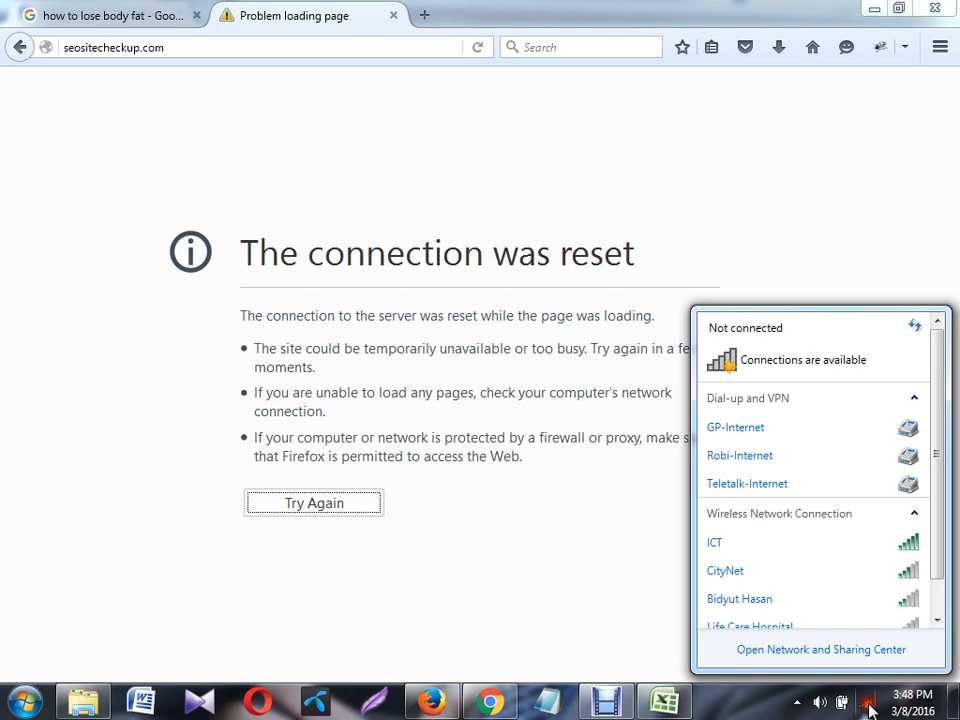 how to lose body fat - Goo...
Problem loading page
seositecheckup.com
Search
The connection was reset
The connection to the server was reset while the page was loading.
The site could be temporarily unavailable or too busy. Try again in a fe
moments.
If you are unable to load any pages, check your computer's network
connection.
If your computer or network is protected by a firewall or proxy, make s
that Firefox is permitted to access the Web.
Try Again
Not connected
Connections are available
Dial-up and VPN
GP-Internet
Robi-Internet
Teletalk-Internet
Wireless Network Connection
ICT
CityNet
Bidyut Hasan
Life Care Hospital
Open Network and Sharing Center
3:48 PM
3/8/2016